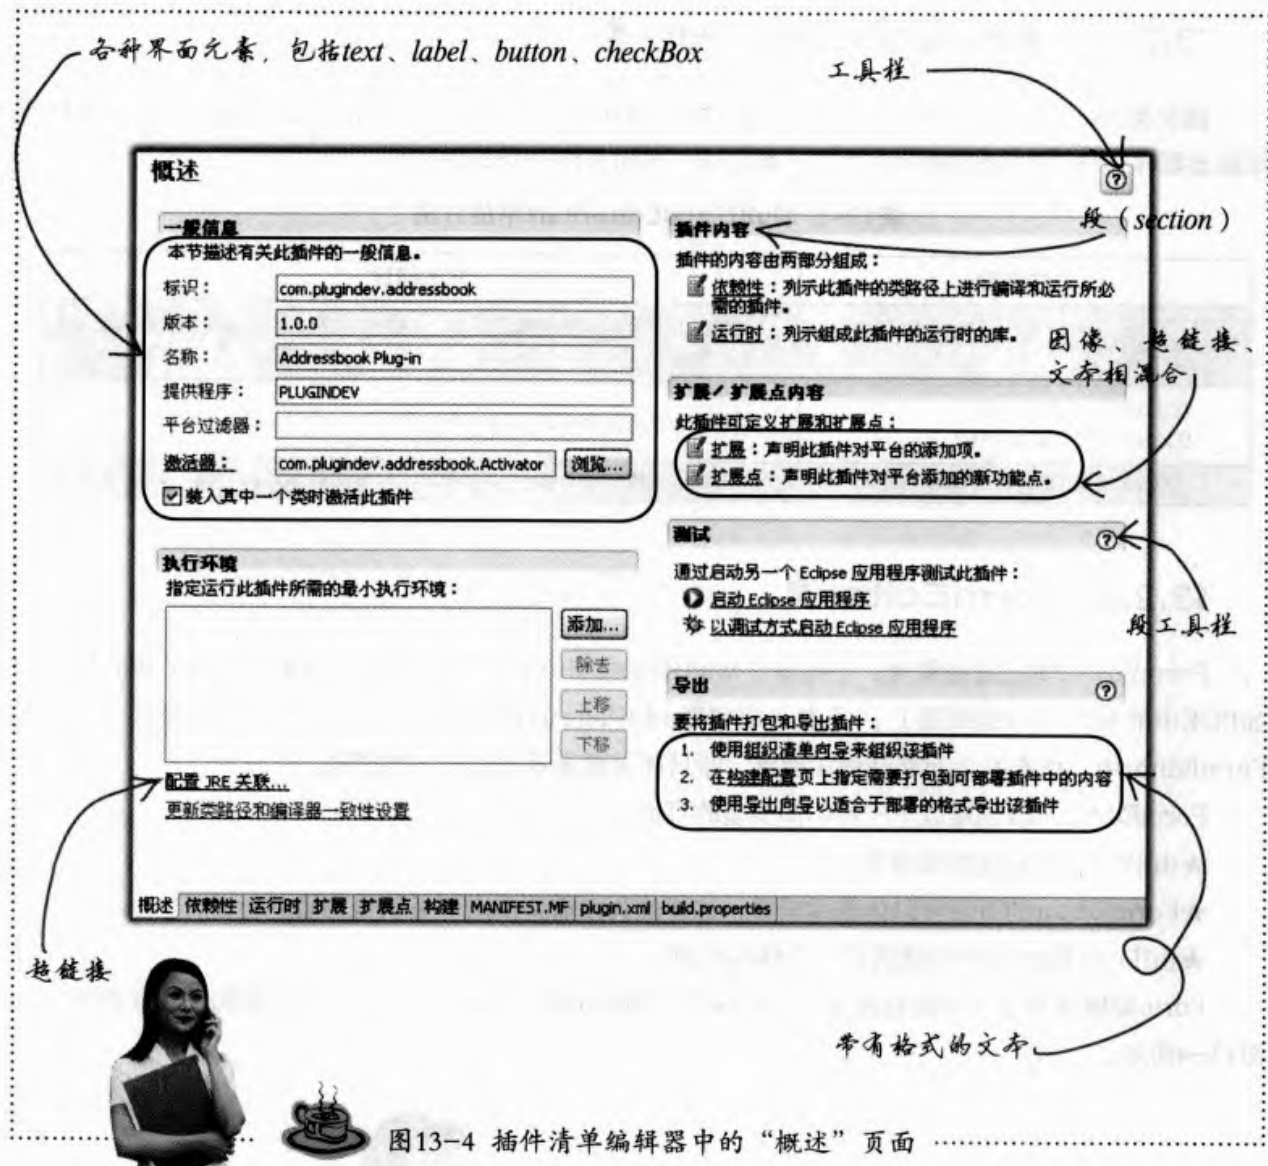 各种界面元素,包括text、label、button、checkBox
工具栏
概述
段(section)
一般信息
本节描述有关此插件的一般信息。
标识:
com.plugindev.addressbook
版本:
1.0.0
名称:
Addressbook Plug-in
提供程序:
PLUGINDEV
平台过滤器:
激活器:
com.plugindev.addressbook.Activator
浏览...
装入其中一个类时激活此插件
执行环境
指定运行此插件所需的最小执行环境:
添加...
除去
上移
下移
配置 JRE 关联...
更新类路径和编译器一致性设置
插件内容
插件的内容由两部分组成:
依赖性:列示此插件的类路径上进行编译和运行所必
需的插件。
运行时:列示组成此插件的运行时的库。
图像、超链接、
文本相混合
扩展/扩展点内容
此插件可定义扩展和扩展点:
扩展:声明此插件对平台的添加项。
扩展点:声明此插件对平台添加的新功能点。
测试
通过启动另一个 Eclipse 应用程序测试此插件:
启动 Eclipse 应用程序
以调试方式启动 Eclipse 应用程序
段工具栏
导出
要将插件打包和导出插件:
1. 使用组织清单向导来组织该插件
2. 在构建配置页上指定需要打包到可部署插件中的内容
3. 使用导出向导以适合于部署的格式导出该插件
概述 依赖性 运行时 扩展 扩展点 构建 MANIFEST.MF plugin.xml build.properties
超链接
带有格式的文本
图13-4 插件清单编辑器中的“概述”页面